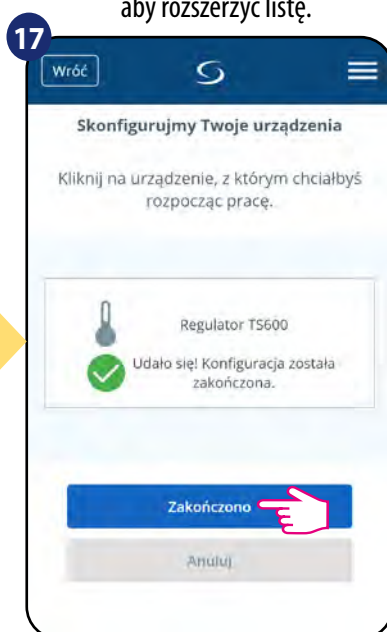 aby rozszerzyć listę.
17
Wróć
Skonfigurujmy Twoje urządzenia
Kliknij na urządzenie, z którym chciałbyś
rozpocząc pracę.
Regulator TS600
Udało się! Konfiguracja została
zakończona.
Zakończono
Anuluj